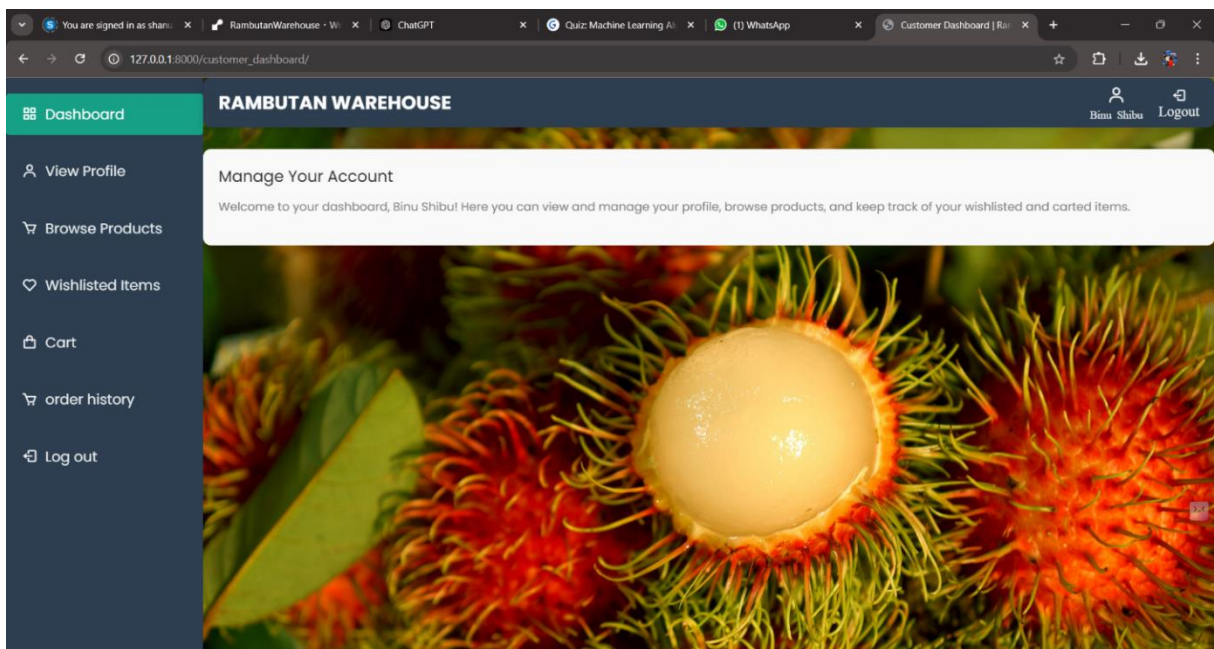 You are signed in as shanu
RambutanWarehouse · W
ChatGPT
Quiz: Machine Learning Al
(1) WhatsApp
Customer Dashboard | Ra
127.0.0.1:8000/customer_dashboard/
RAMBUTAN WAREHOUSE
Binu Shibu
Logout
Dashboard
View Profile
Browse Products
Wishlisted Items
Cart
order history
Log out
Manage Your Account
Welcome to your dashboard, Binu Shibu! Here you can view and manage your profile, browse products, and keep track of your wishlisted and carted items.